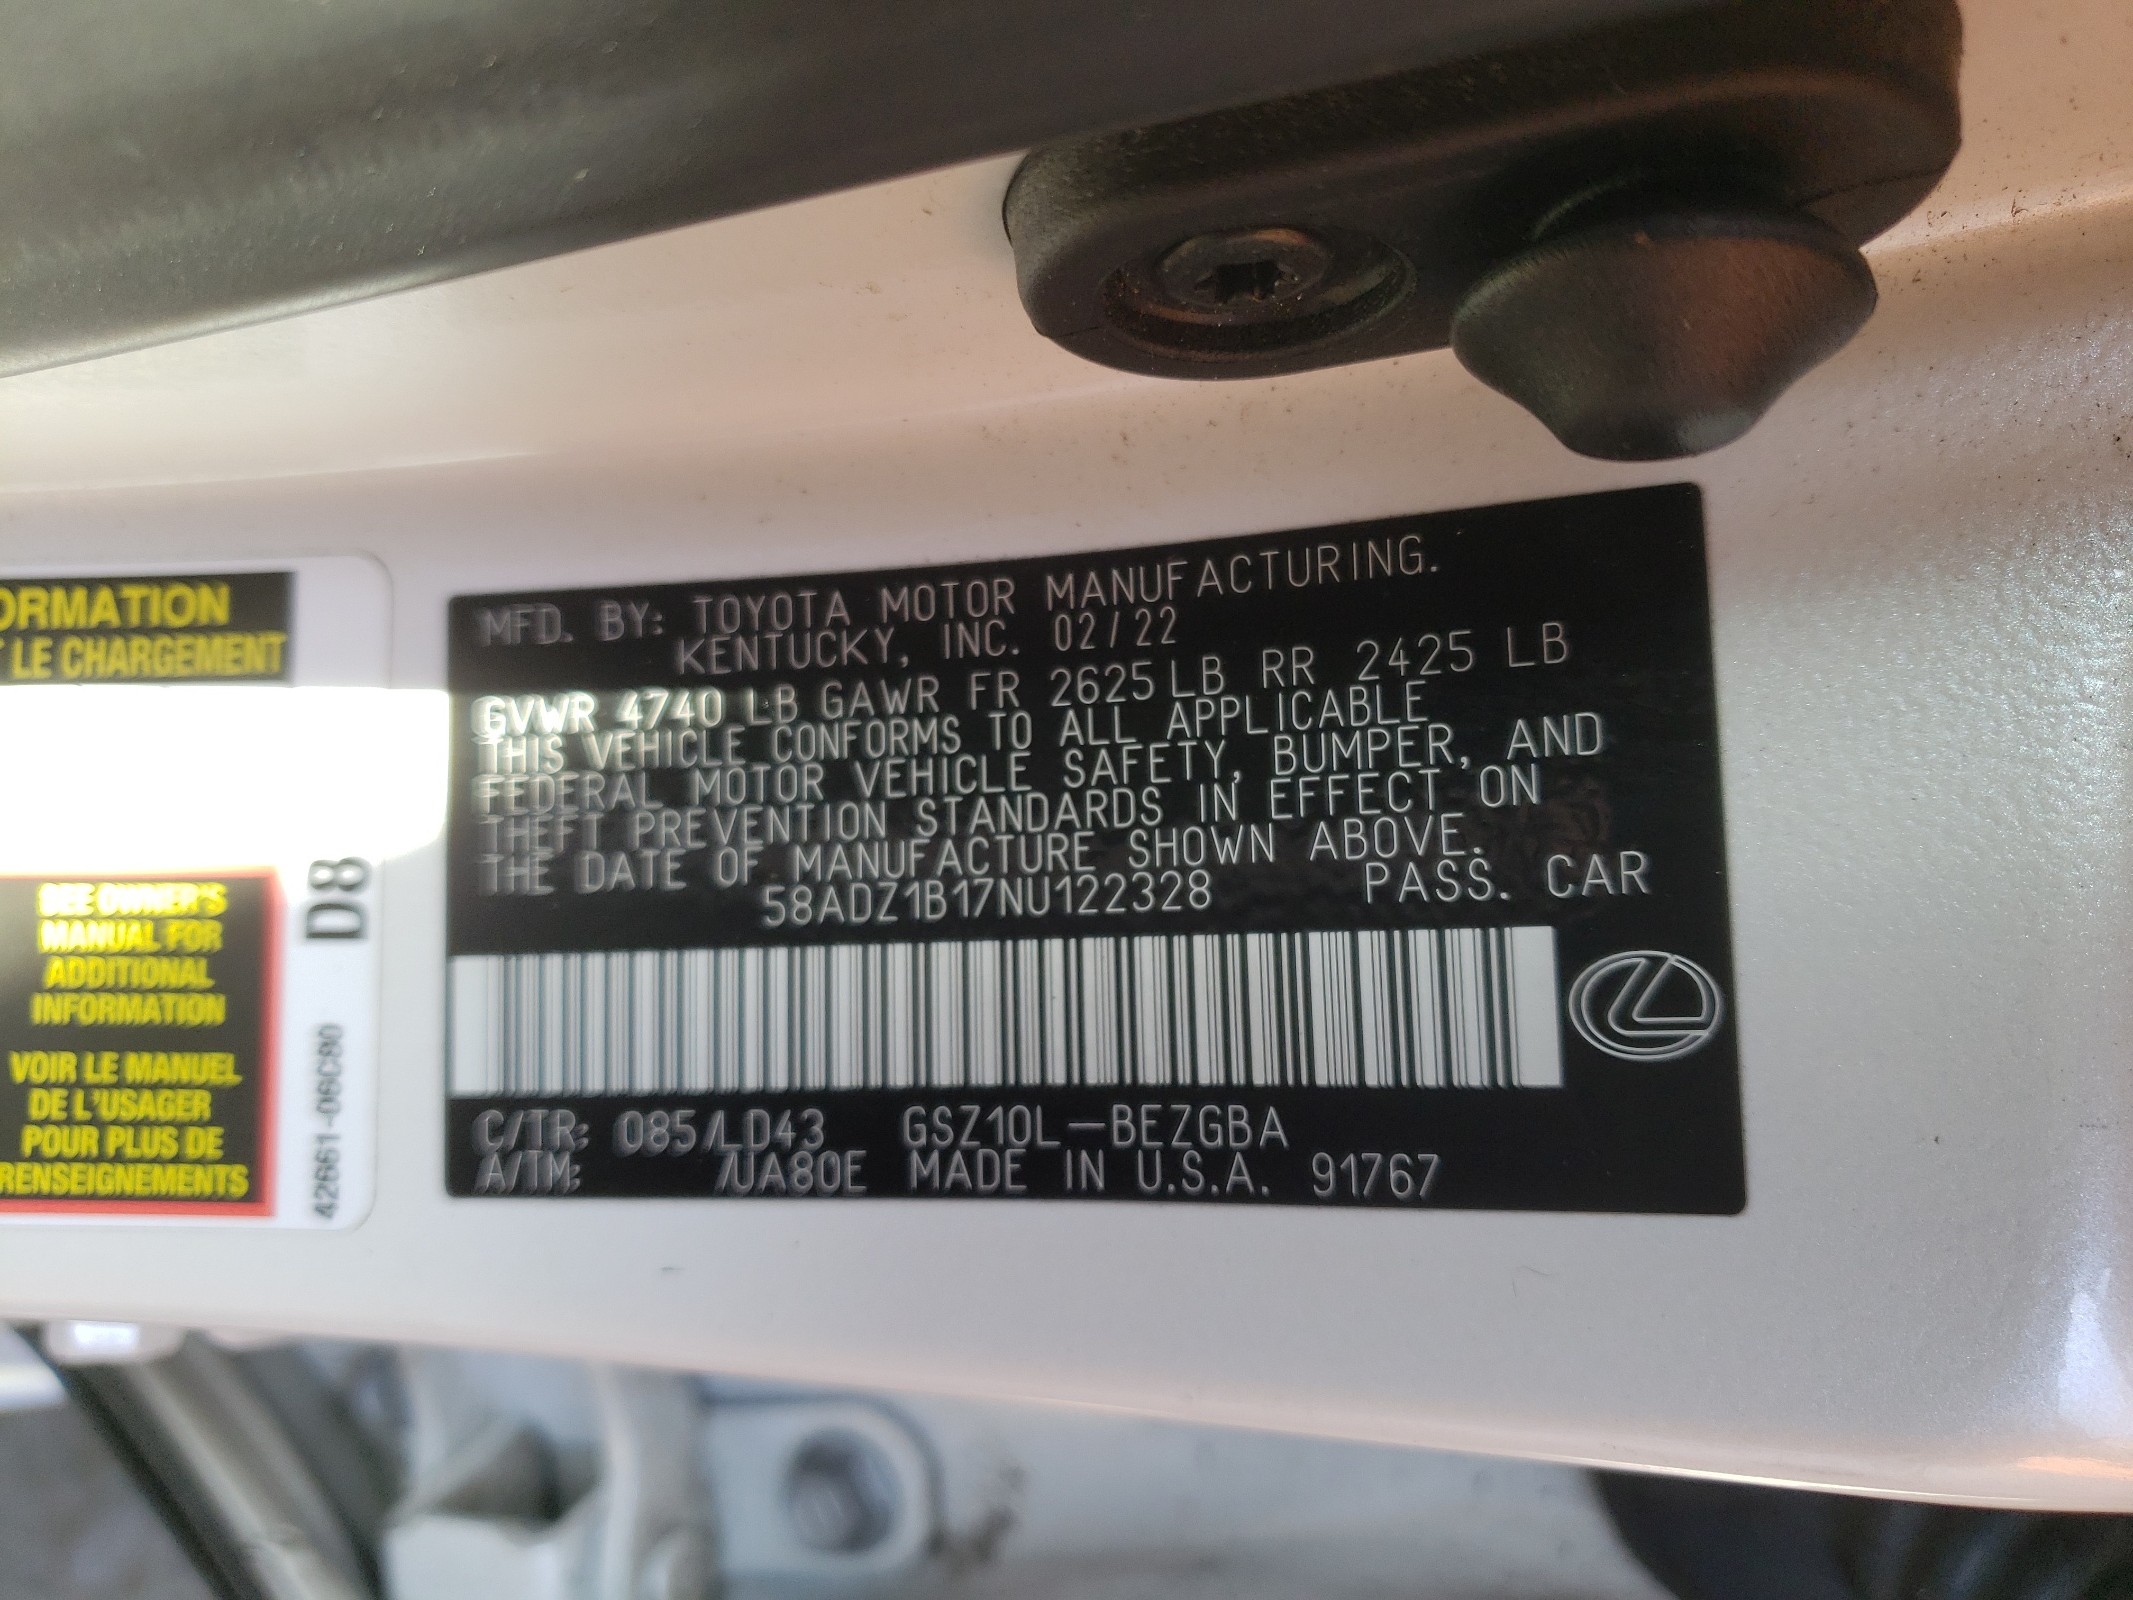 ORMATION
LE CHARGEMENT
SEE OWNER'S
MANUAL FOR
ADDITIONAL
INFORMATION
VOIR LE MANUEL
DE L'USAGER
POUR PLUS DE
RENSEIGNEMENTS
D8
42661-06C80
MFD. BY: TOYOTA MOTOR MANUFACTURING.
KENTUCKY, INC. 02/22
GVWR 4740 LB GAWR FR 2625 LB RR 2425 LB
THIS VEHICLE CONFORMS TO ALL APPLICABLE
FEDERAL MOTOR VEHICLE SAFETY, BUMPER, AND
THEFT PREVENTION STANDARDS IN EFFECT ON
THE DATE OF MANUFACTURE SHOWN ABOVE.
58ADZ1B17NU122328 PASS. CAR
C/TR: 085/LD43 GSZ10L-BEZGBA
A/TM: /UA80E MADE IN U.S.A. 91767